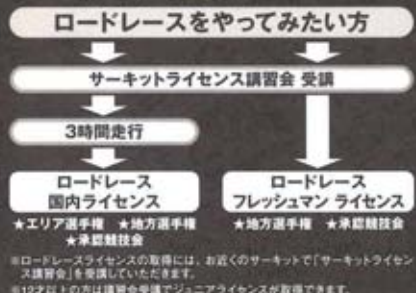 ロードレースをやってみたい方
サーキットライセンス講習会 受講
3時間走行
ロードレース
国内ライセンス
ロードレース
フレッシュマン ライセンス
★エリア選手権 ★地方選手権
★承認競技会
★地方選手権 ★承認競技会
※ロードレースライセンスの取得には、お近くのサーキットで「サーキットライセン
ス講習会」を受講していただきます。
※12才以上の方は講習会受講でジュニアライセンスが取得できます。